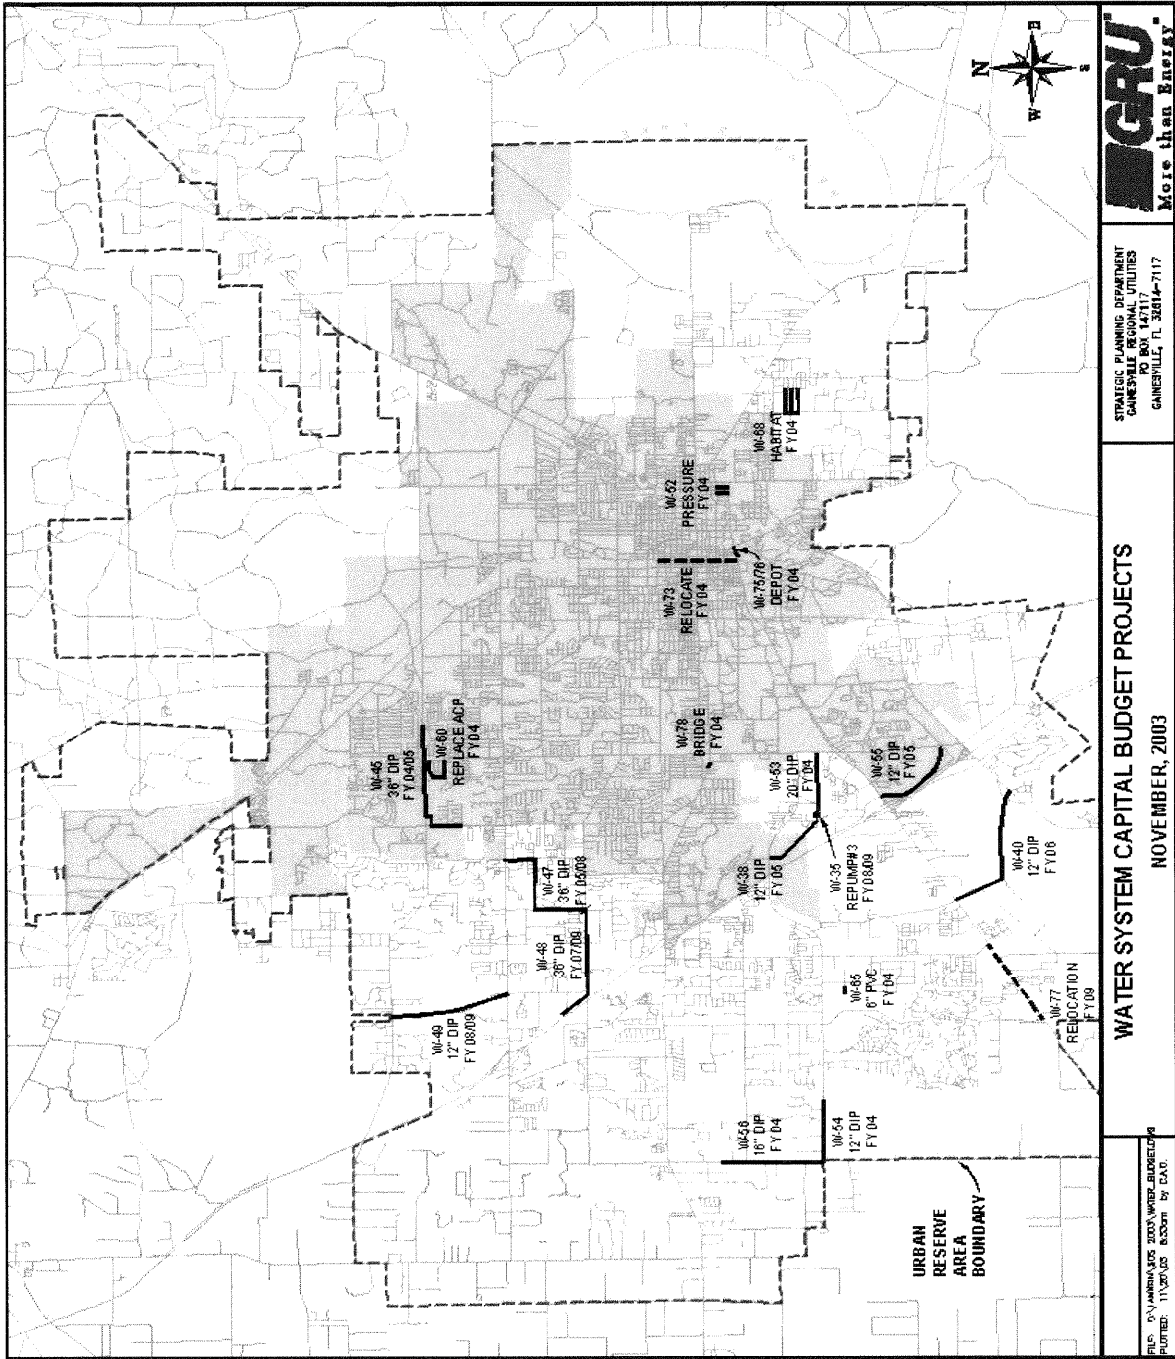 N
W
E
S
W-45
36" DIP
FY 04/05
W-60
REPLACE ACP
FY 04
W-47
36" DIP
FY 05/08
W-48
36" DIP
FY 07/09
W-49
12" DIP
FY 08/09
W-73
RELOCATE
FY 04
W-52
PRESSURE
FY 04
W-68
HABITAT
FY 04
W-75/76
DEPOT
FY 04
W-78
BRIDGE
FY 04
W-53
20" DIP
FY 04
W-55
12" DIP
FY 05
W-38
12" DIP
FY 05
W-35
REPUMP#3
FY 08/09
W-40
12" DIP
FY 06
W-65
6" PVC
FY 04
W-77
RELOCATION
FY 09
W-56
16" DIP
FY 04
W-54
12" DIP
FY 04
URBAN
RESERVE
AREA
BOUNDARY
WATER SYSTEM CAPITAL BUDGET PROJECTS
NOVEMBER, 2003
STRATEGIC PLANNING DEPARTMENT
GAINESVILLE REGIONAL UTILITIES
PO BOX 147117
GAINESVILLE, FL 32614-7117
GRU
More than Energy
PLOTTED: by C.A.D.